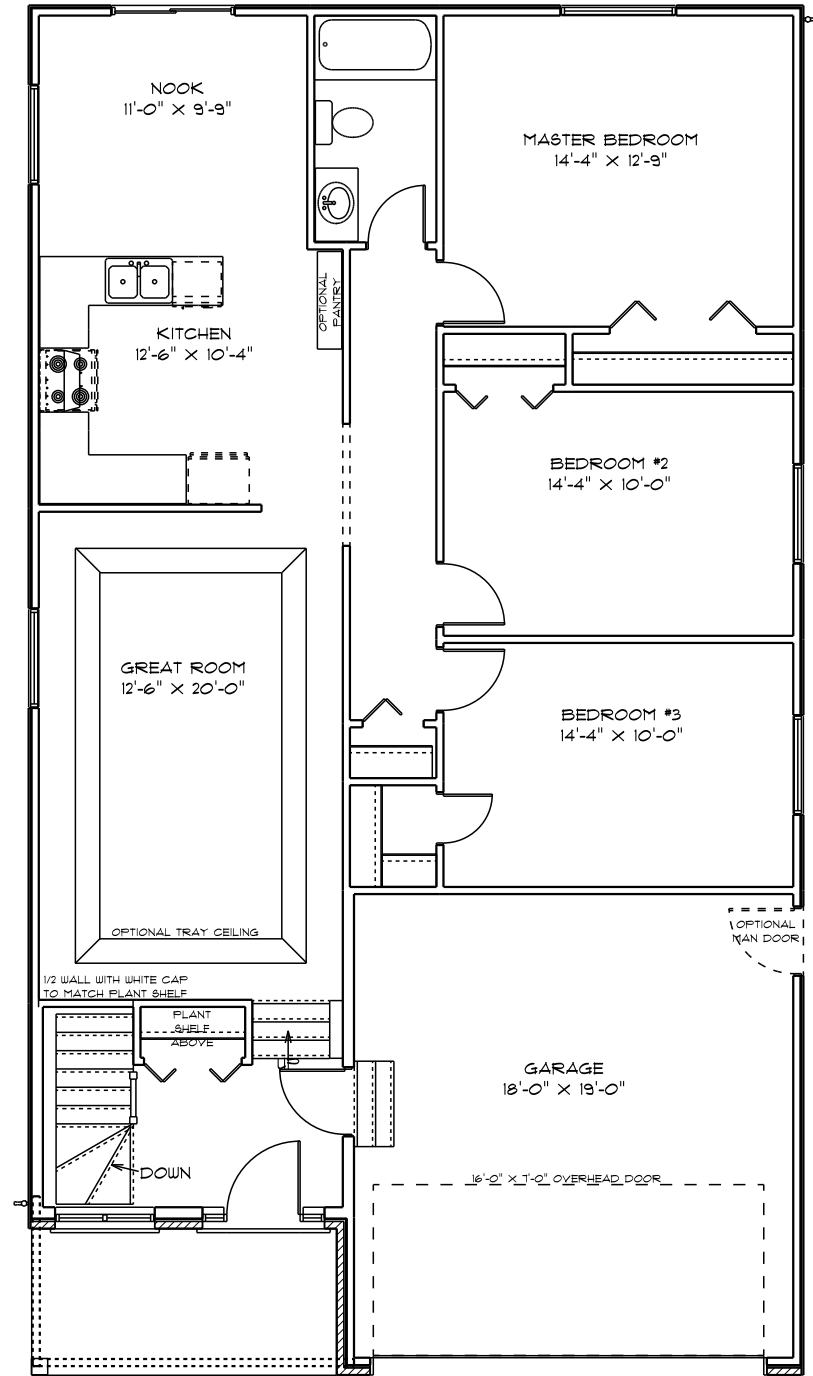 NOOK
11'-0" X 9'-9"
MASTER BEDROOM
14'-4" X 12'-9"
OPTIONAL
PANTRY
KITCHEN
12'-6" X 10'-4"
BEDROOM #2
14'-4" X 10'-0"
GREAT ROOM
12'-6" X 20'-0"
BEDROOM #3
14'-4" X 10'-0"
OPTIONAL TRAY CEILING
OPTIONAL
MAN DOOR
1/2 WALL WITH WHITE CAP
TO MATCH PLANT SHELF
PLANT
SHELF
ABOVE
GARAGE
18'-0" X 19'-0"
DOWN
16'-0" X 7'-0" OVERHEAD DOOR